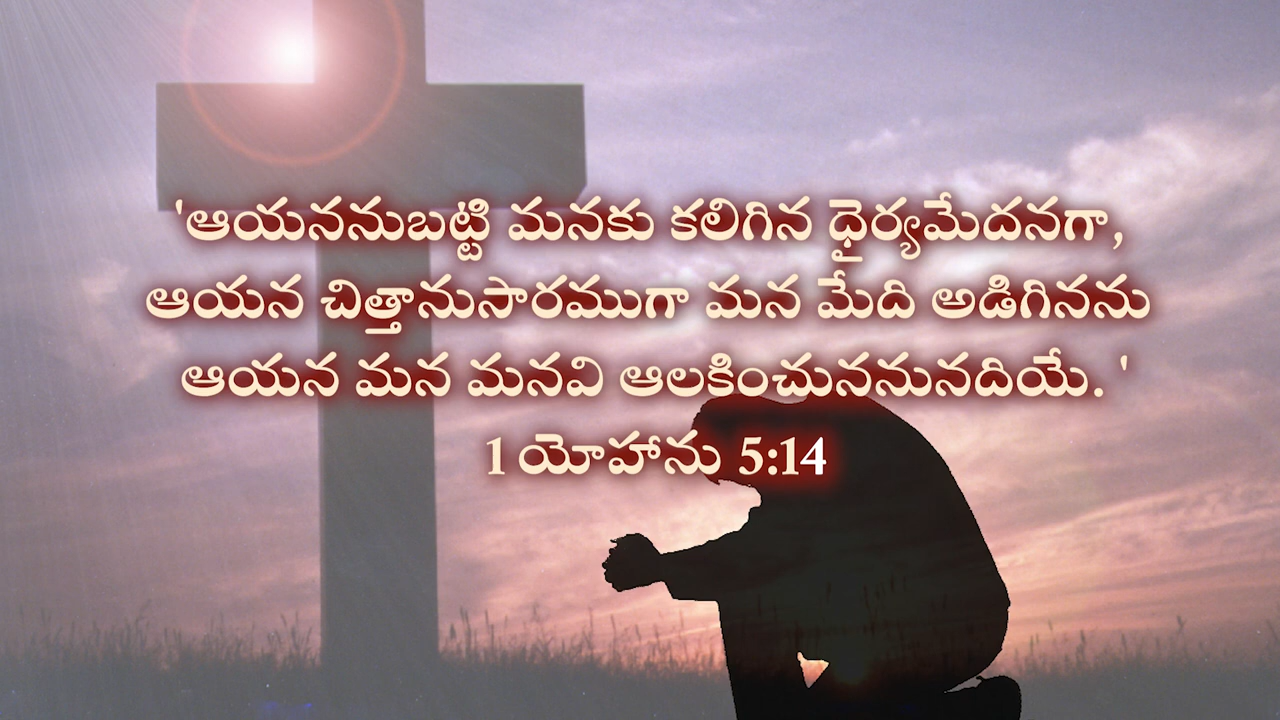 'ఆయననుబట్టి మనకు కలిగిన ధైర్యమేదనగా,
ఆయన చిత్తానుసారముగా మన మేది అడిగినను
ఆయన మన మనవి ఆలకించుననునదియే. '
1 యోహాను 5:14